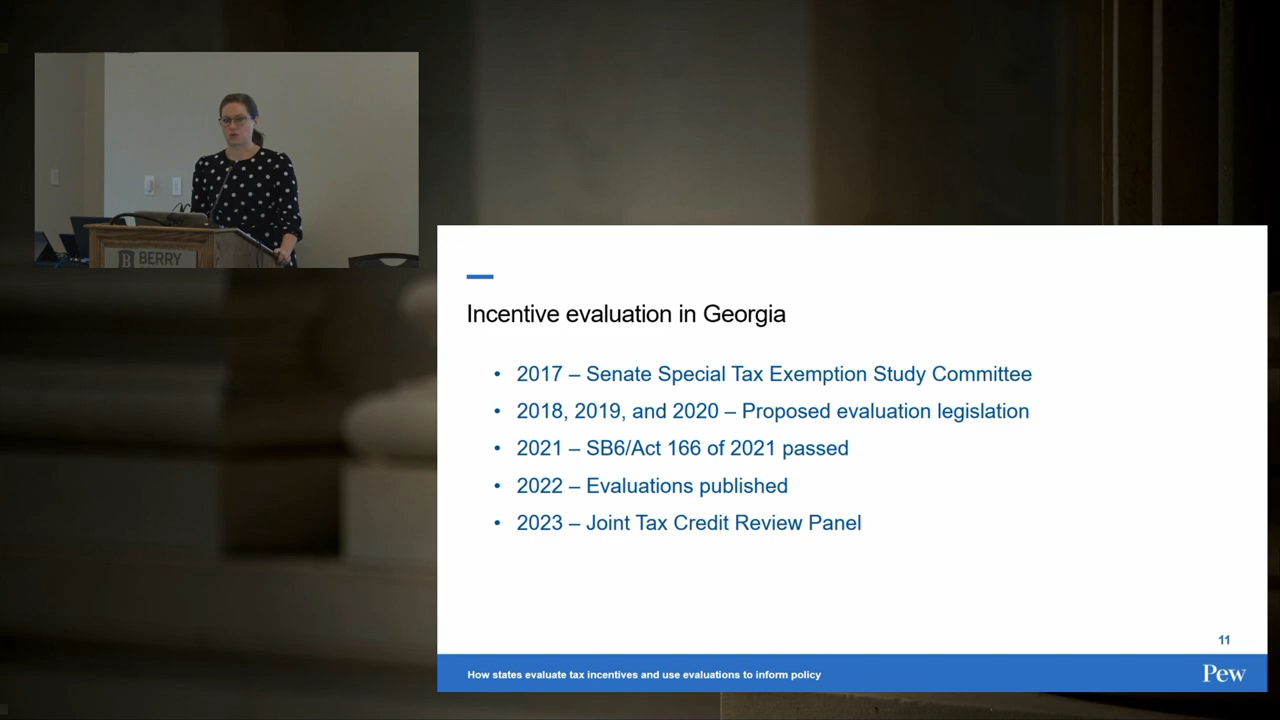 BERRY
Incentive evaluation in Georgia
• 2017 – Senate Special Tax Exemption Study Committee
• 2018, 2019, and 2020 – Proposed evaluation legislation
• 2021 – SB6/Act 166 of 2021 passed
• 2022 – Evaluations published
• 2023 – Joint Tax Credit Review Panel
11
How states evaluate tax incentives and use evaluations to inform policy
Pew